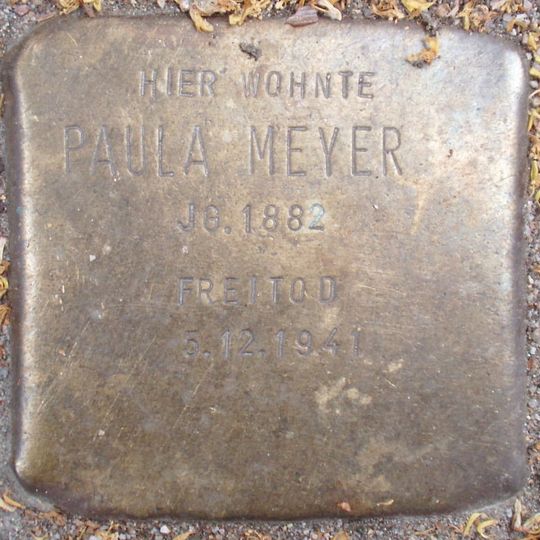 HIER WOHNTE
PAULA MEYER
JG. 1882
FREITOD
5.12.1941